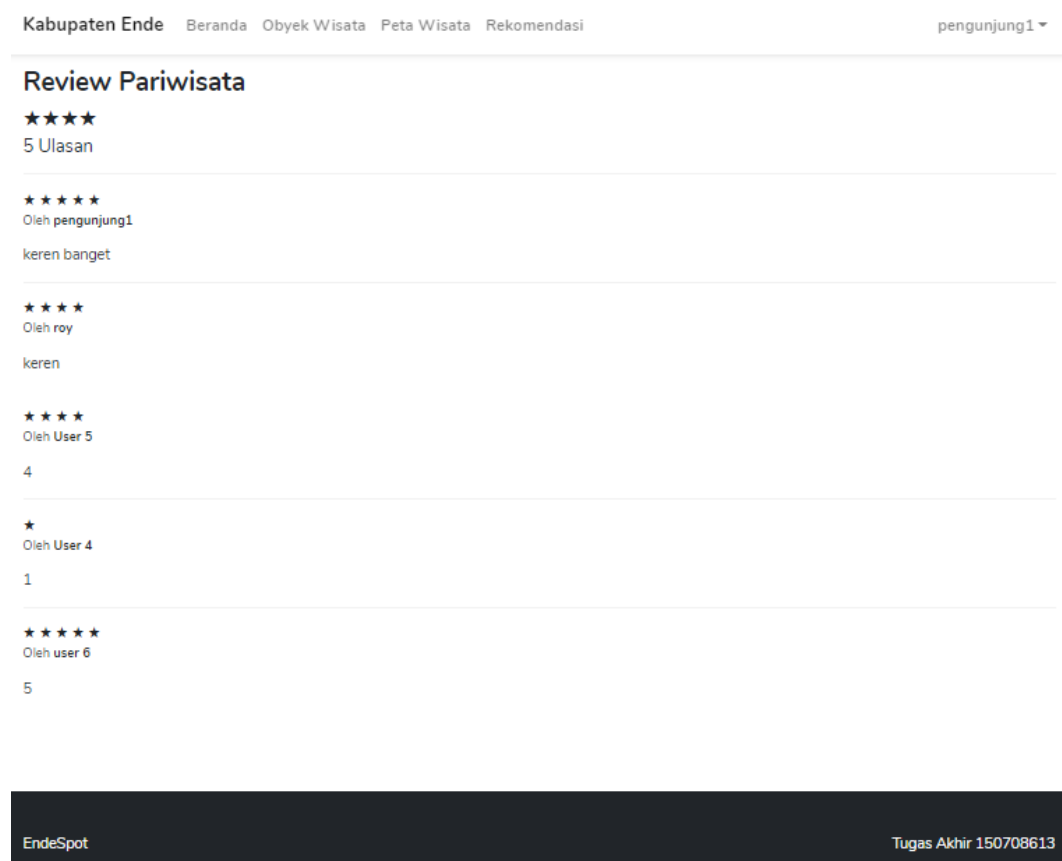 Kabupaten Ende Beranda Obyek Wisata Peta Wisata Rekomendasi pengunjung1
Review Pariwisata
★★★★
5 Ulasan
★ ★ ★ ★ ★
Oleh pengunjung1
keren banget
★ ★ ★ ★
Oleh roy
keren
★ ★ ★ ★
Oleh User 5
4
★
Oleh User 4
1
★ ★ ★ ★ ★
Oleh user 6
5
EndeSpot Tugas Akhir 150708613